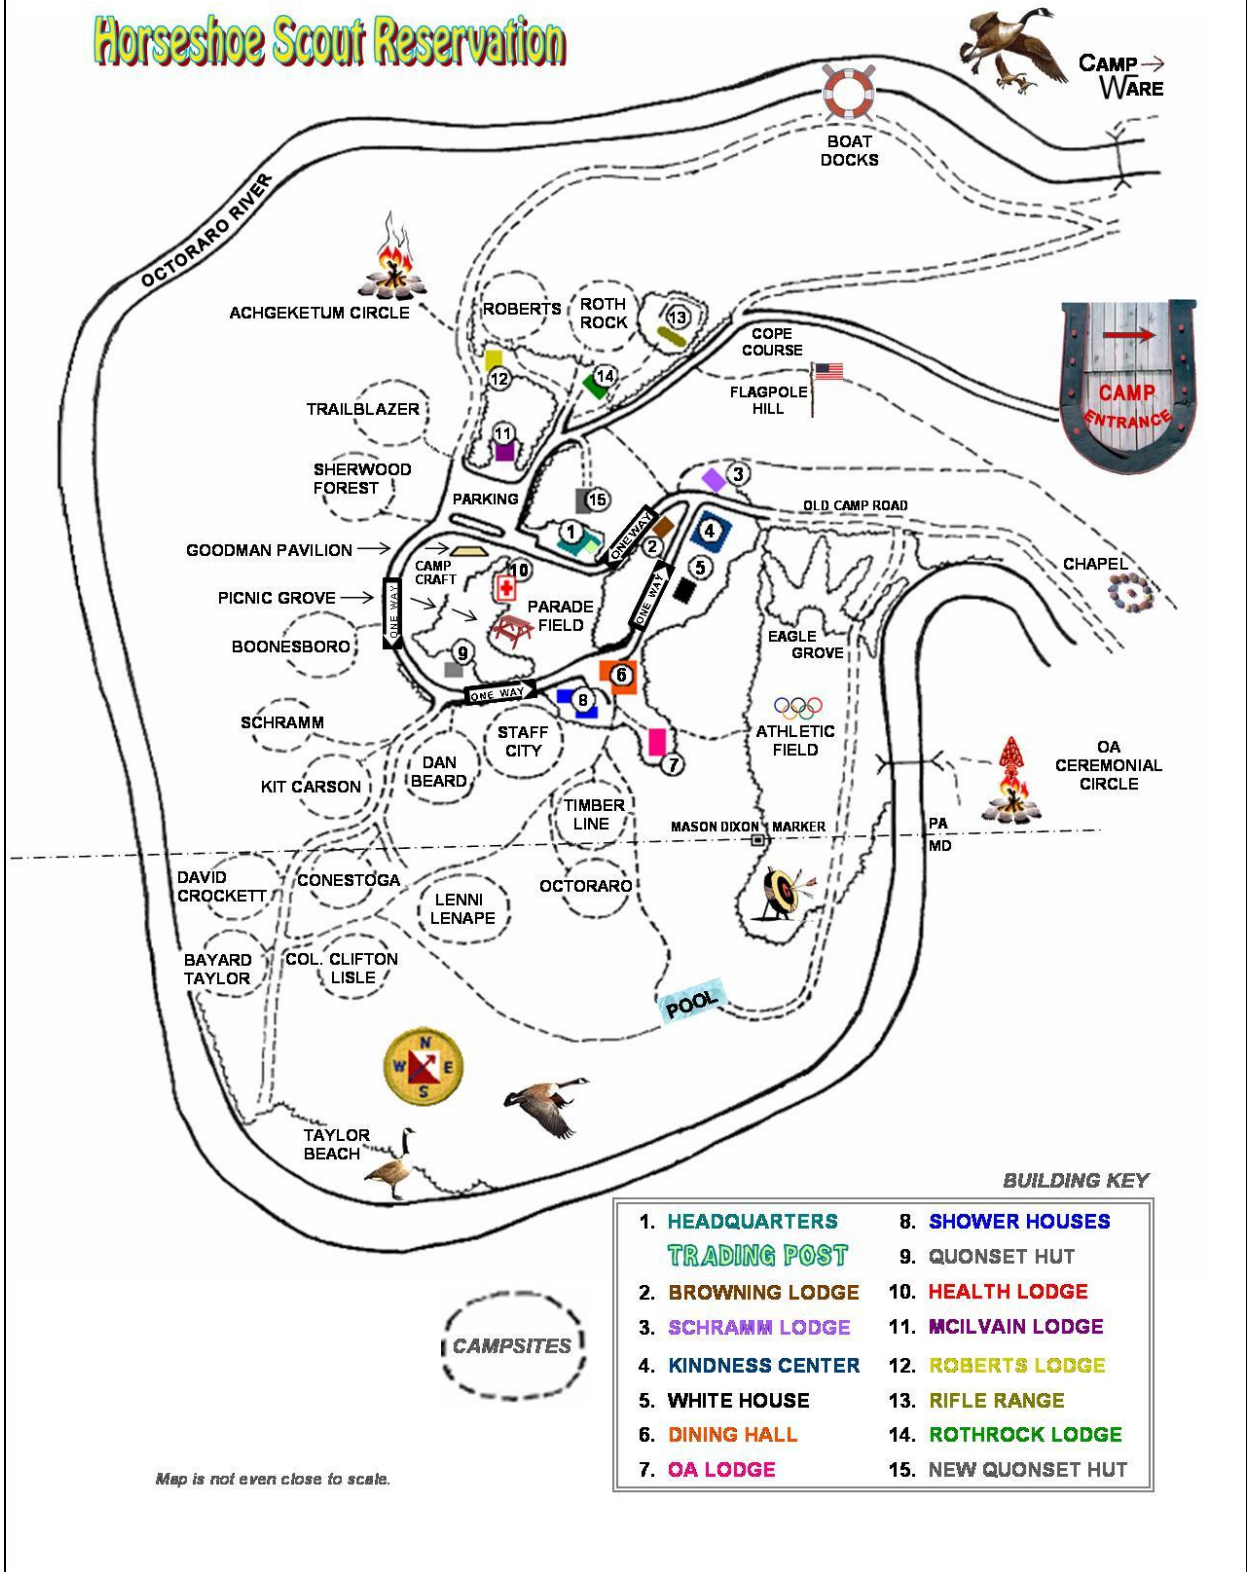 Horseshoe Scout Reservation
CAMP
WARE
BOAT
DOCKS
OCTORARO RIVER
ACHGEKETUM CIRCLE
ROBERTS
ROTH
ROCK
13
COPE
COURSE
CAMP
ENTRANCE
FLAGPOLE
HILL
12
14
TRAILBLAZER
11
SHERWOOD
FOREST
PARKING
15
3
OLD CAMP ROAD
GOODMAN PAVILION
1
ONE WAY
2
4
CAMP
CRAFT
10
5
CHAPEL
PICNIC GROVE
ONE WAY
PARADE
FIELD
ONE WAY
BOONESBORO
9
EAGLE
GROVE
6
ONE WAY
8
SCHRAMM
STAFF
CITY
ATHLETIC
FIELD
7
DAN
BEARD
KIT CARSON
OA
CEREMONIAL
CIRCLE
TIMBER
LINE
MASON DIXON MARKER
PA
MD
DAVID
CROCKETT
CONESTOGA
OCTORARO
LENNI
LENAPE
BAYARD
TAYLOR
COL. CLIFTON
LISLE
POOL
N
W E
S
TAYLOR
BEACH
BUILDING KEY
1. HEADQUARTERS
TRADING POST
2. BROWNING LODGE
3. SCHRAMM LODGE
4. KINDNESS CENTER
5. WHITE HOUSE
6. DINING HALL
7. OA LODGE
8. SHOWER HOUSES
9. QUONSET HUT
10. HEALTH LODGE
11. MCILVAIN LODGE
12. ROBERTS LODGE
13. RIFLE RANGE
14. ROTHROCK LODGE
15. NEW QUONSET HUT
CAMPSITES
Map is not even close to scale.